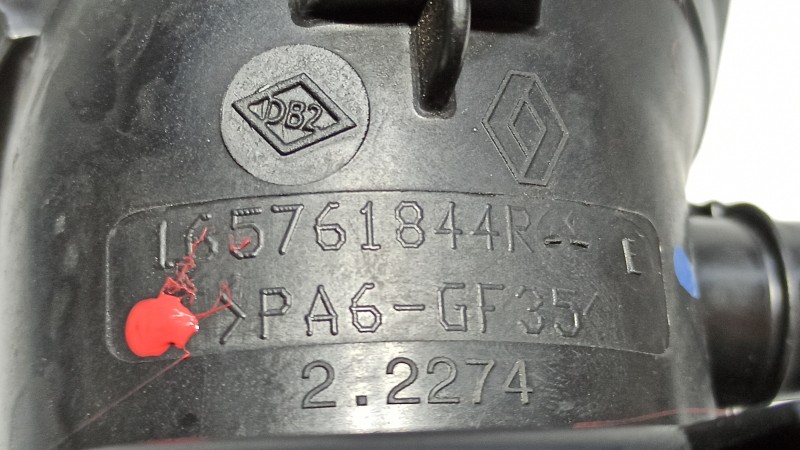 DB2
165761844R-- E
>PA6-GF35<
2.2274